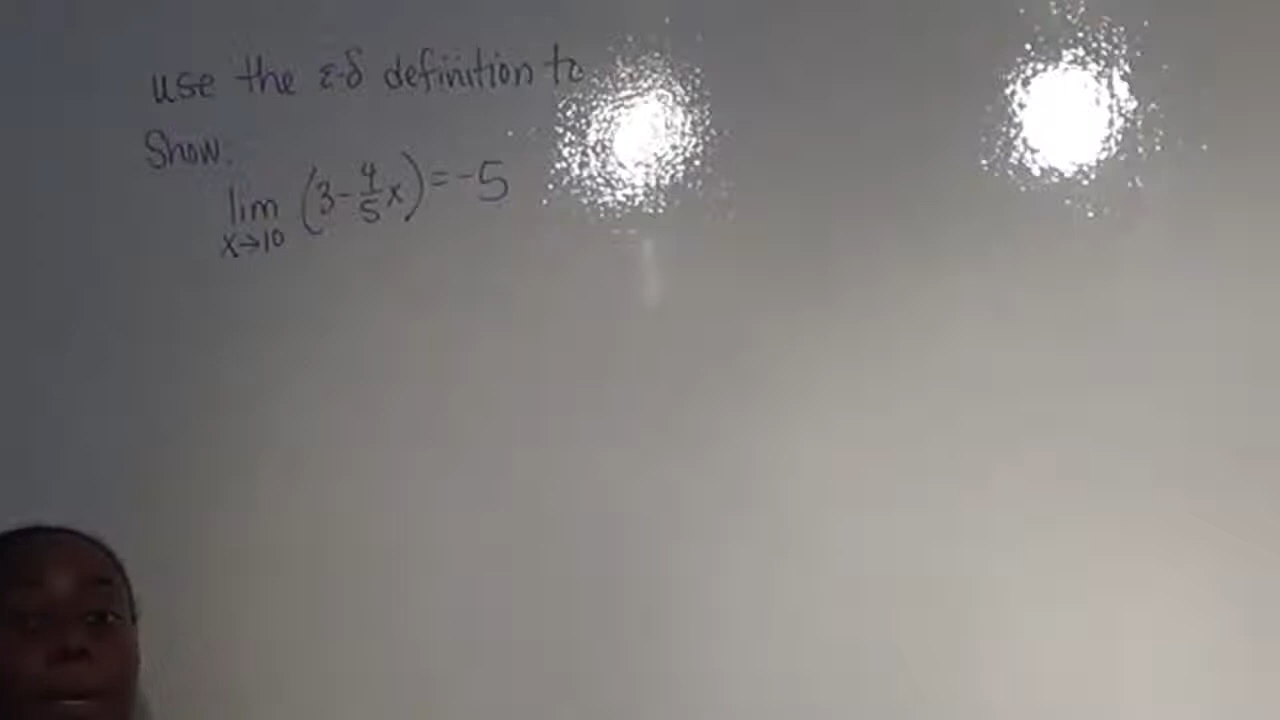 use the ε-δ definition to
Show:
lim x→10 (3 - 4/5 x) = -5